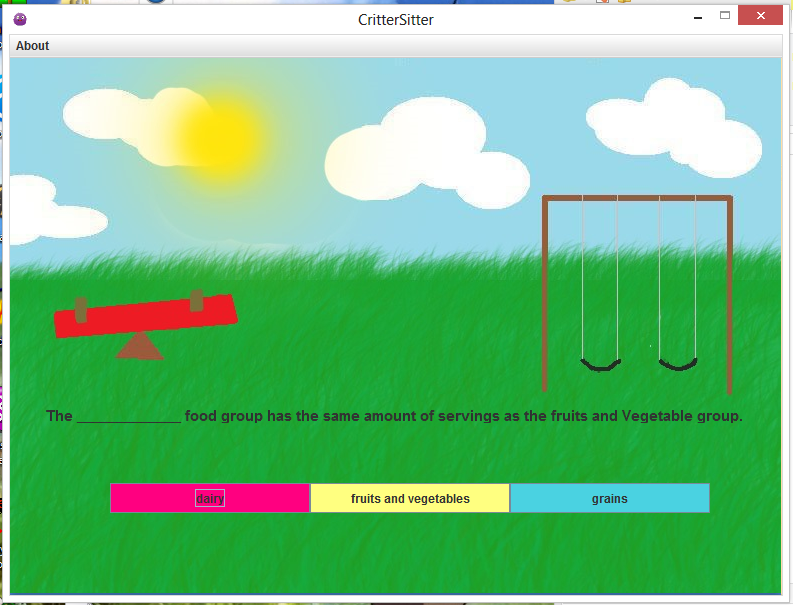 CritterSitter
About
The _____________ food group has the same amount of servings as the fruits and Vegetable group.
dairy
fruits and vegetables
grains